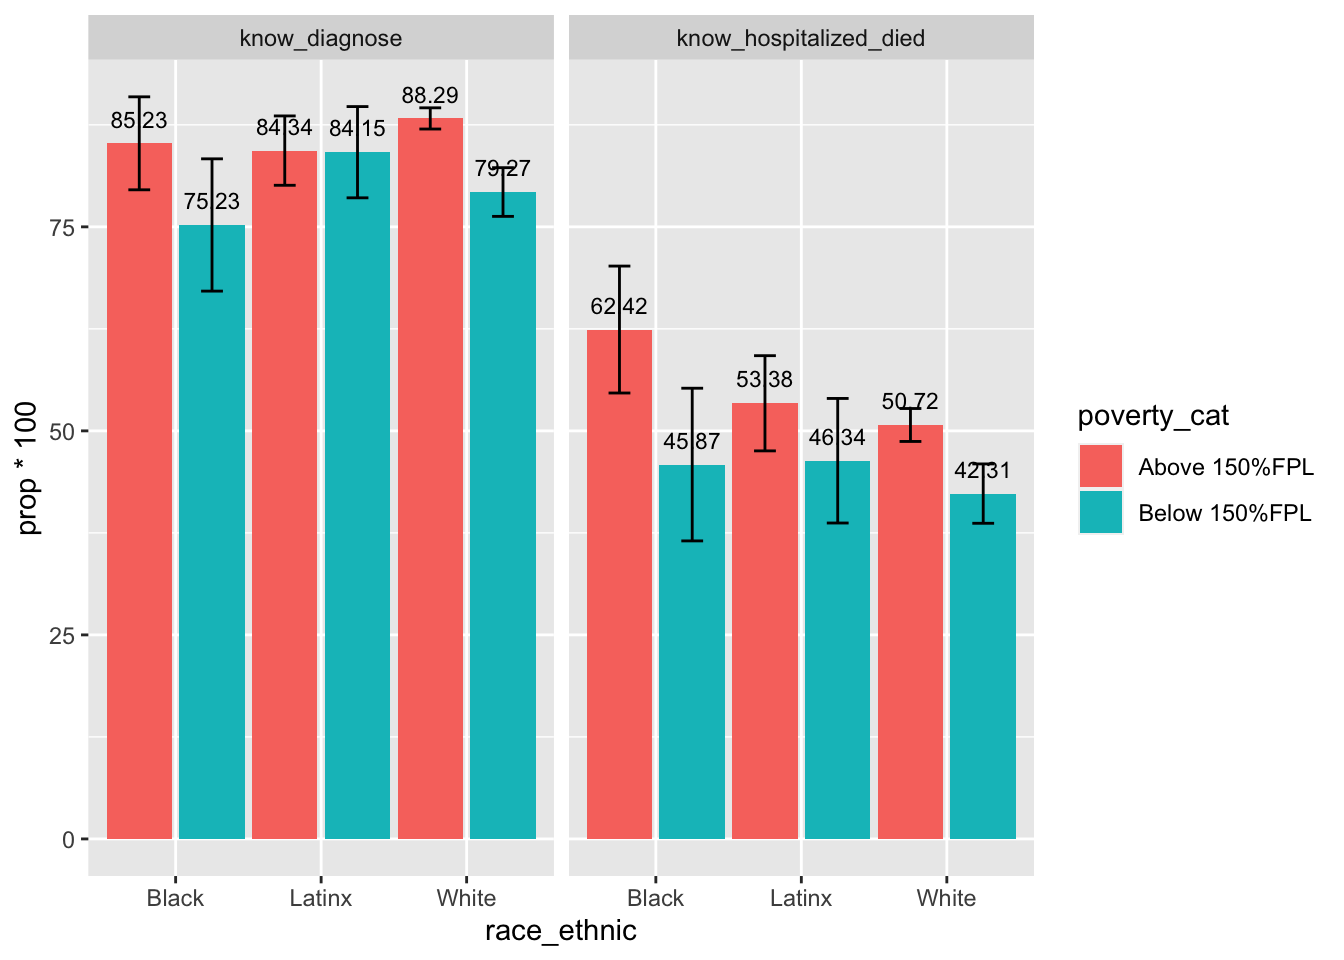 know_diagnose
know_hospitalized_died
85.23
75.23
84.34
84.15
88.29
79.27
62.42
45.87
53.38
46.34
50.72
42.31
75
50
25
0
prop * 100
Black Latinx White
Black Latinx White
race_ethnic
poverty_cat
Above 150%FPL
Below 150%FPL